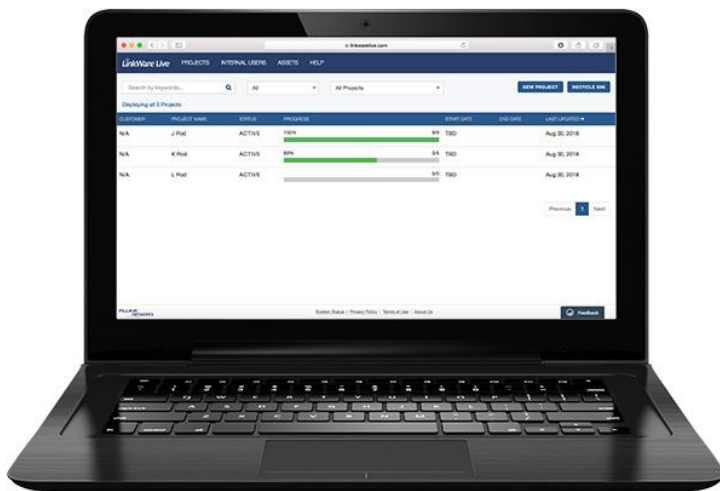 linkwarelive.com
LinkWare Live PROJECTS INTERNAL USERS ASSETS HELP
Search by keywords... All All Projects NEW PROJECT RECYCLE BIN
Displaying all 3 Projects
CUSTOMER PROJECT NAME STATUS PROGRESS START DATE END DATE LAST UPDATED
N/A J Pod ACTIVE 100% TBD Aug 30, 2018
N/A K Pod ACTIVE 60% TBD Aug 30, 2018
N/A L Pod ACTIVE TBD Aug 30, 2018
Previous 1 Next
FLUKE networks System Status | Privacy Policy | Terms of Use | About Us Feedback